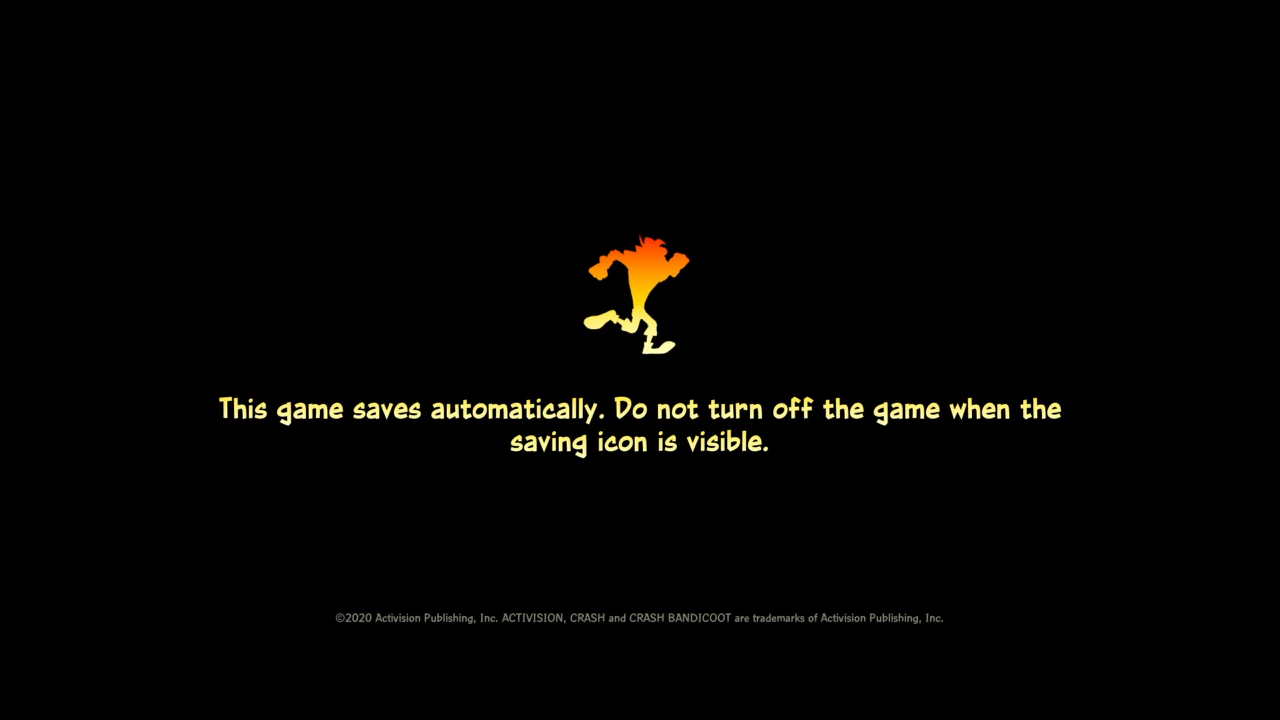 This game saves automatically. Do not turn off the game when the
saving icon is visible.
©2020 Activision Publishing, Inc. ACTIVISION, CRASH and CRASH BANDICOOT are trademarks of Activision Publishing, Inc.